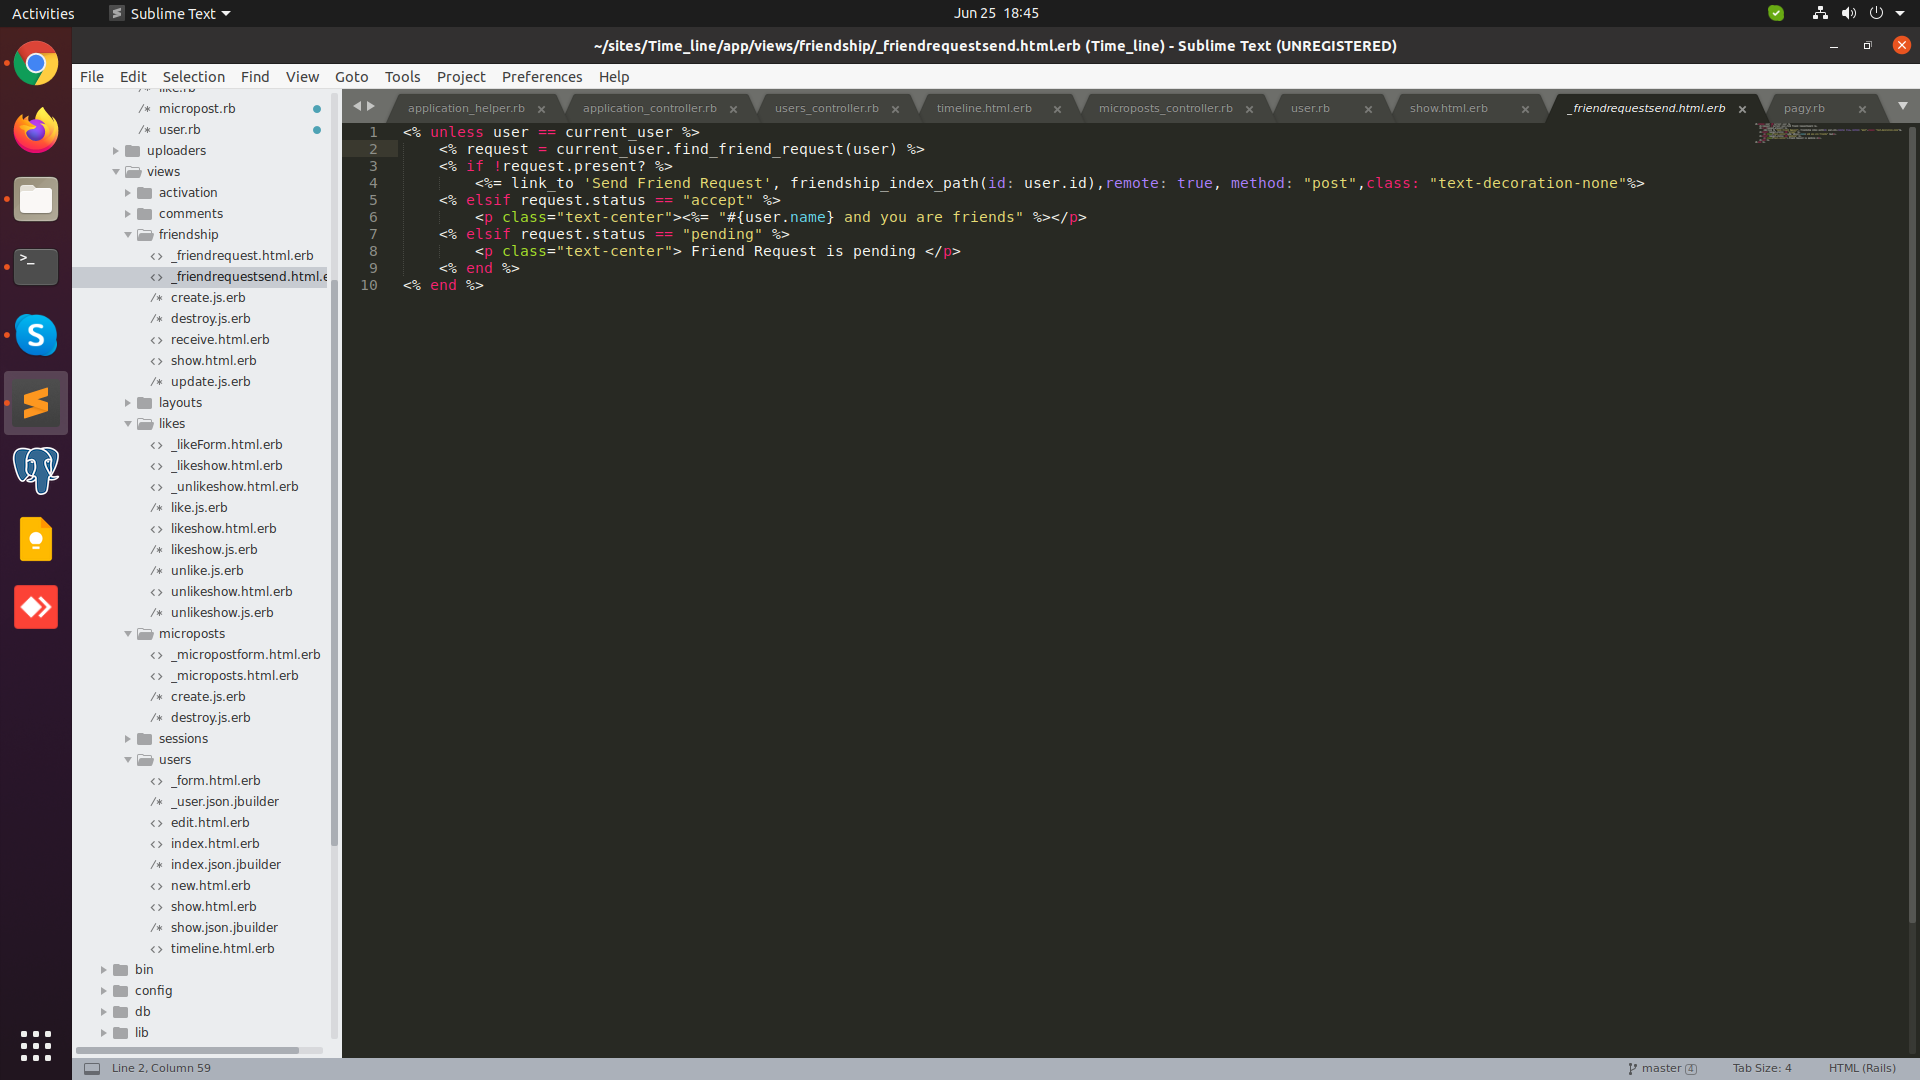 Activities
Sublime Text
Jun 25 18:45
~/sites/Time_line/app/views/friendship/_friendrequestsend.html.erb (Time_line) - Sublime Text (UNREGISTERED)
File Edit Selection Find View Goto Tools Project Preferences Help
application_helper.rb × application_controller.rb × users_controller.rb × timeline.html.erb × microposts_controller.rb × user.rb × show.html.erb × _friendrequestsend.html.erb × pagy.rb ×
/* like.rb
/* micropost.rb
/* user.rb
uploaders
views
activation
comments
friendship
<> _friendrequest.html.erb
<> _friendrequestsend.html.e
/* create.js.erb
/* destroy.js.erb
<> receive.html.erb
<> show.html.erb
/* update.js.erb
layouts
likes
<> _likeForm.html.erb
<> _likeshow.html.erb
<> _unlikeshow.html.erb
/* like.js.erb
<> likeshow.html.erb
/* likeshow.js.erb
/* unlike.js.erb
<> unlikeshow.html.erb
/* unlikeshow.js.erb
microposts
<> _micropostform.html.erb
<> _microposts.html.erb
/* create.js.erb
/* destroy.js.erb
sessions
users
<> _form.html.erb
/* _user.json.jbuilder
<> edit.html.erb
<> index.html.erb
/* index.json.jbuilder
<> new.html.erb
<> show.html.erb
/* show.json.jbuilder
<> timeline.html.erb
bin
config
db
lib
1 <% unless user == current_user %>
2 <% request = current_user.find_friend_request(user) %>
3 <% if !request.present? %>
4 <%= link_to 'Send Friend Request', friendship_index_path(id: user.id),remote: true, method: "post",class: "text-decoration-none"%>
5 <% elsif request.status == "accept" %>
6 <p class="text-center"><%= "#{user.name} and you are friends" %></p>
7 <% elsif request.status == "pending" %>
8 <p class="text-center"> Friend Request is pending </p>
9 <% end %>
10 <% end %>
Line 2, Column 59
master 4
Tab Size: 4
HTML (Rails)